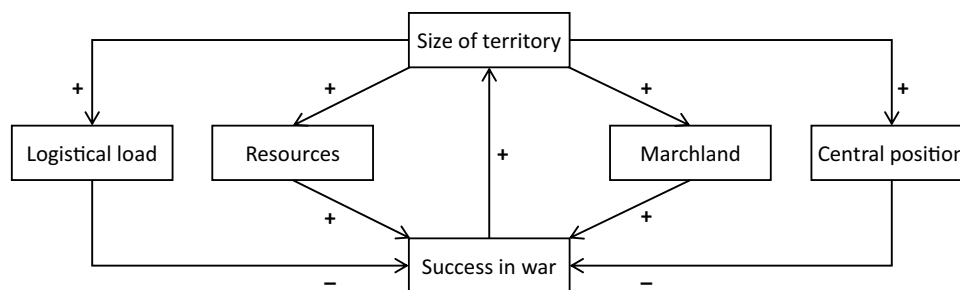 Size of territory
+
+
+
+
Logistical load
Resources
+
Marchland
Central position
+
+
Success in war
–
–